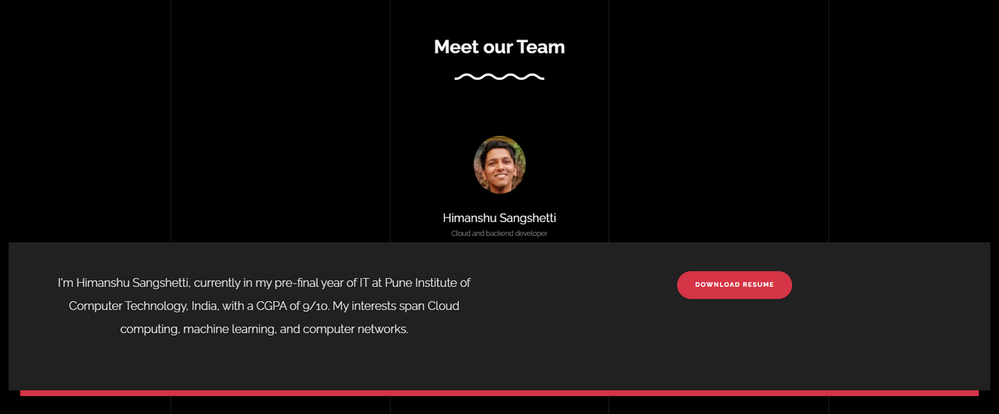 Meet our Team
Himanshu Sangshetti
Cloud and backend developer
I'm Himanshu Sangshetti, currently in my pre-final year of IT at Pune Institute of
Computer Technology, India, with a CGPA of 9/10. My interests span Cloud
computing, machine learning, and computer networks.
DOWNLOAD RESUME